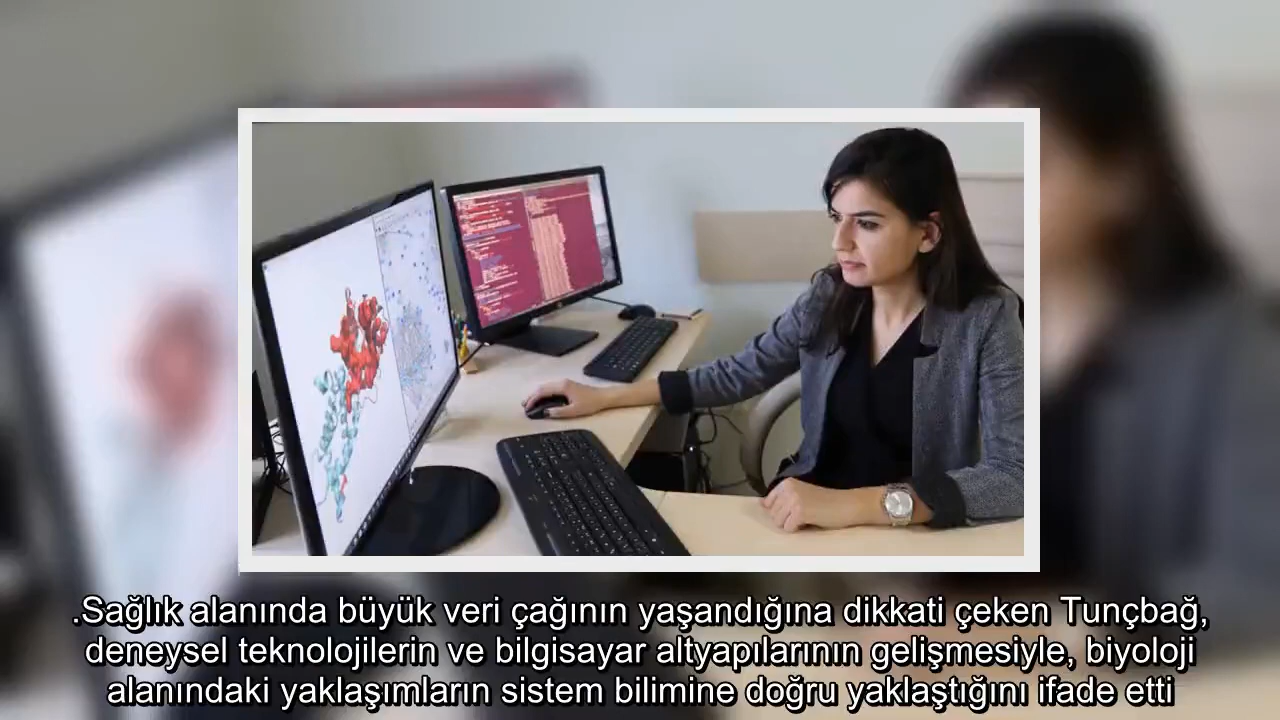 .Sağlık alanında büyük veri çağının yaşandığına dikkati çeken Tunçbağ,
deneysel teknolojilerin ve bilgisayar altyapılarının gelişmesiyle, biyoloji
alanındaki yaklaşımların sistem bilimine doğru yaklaştığını ifade etti